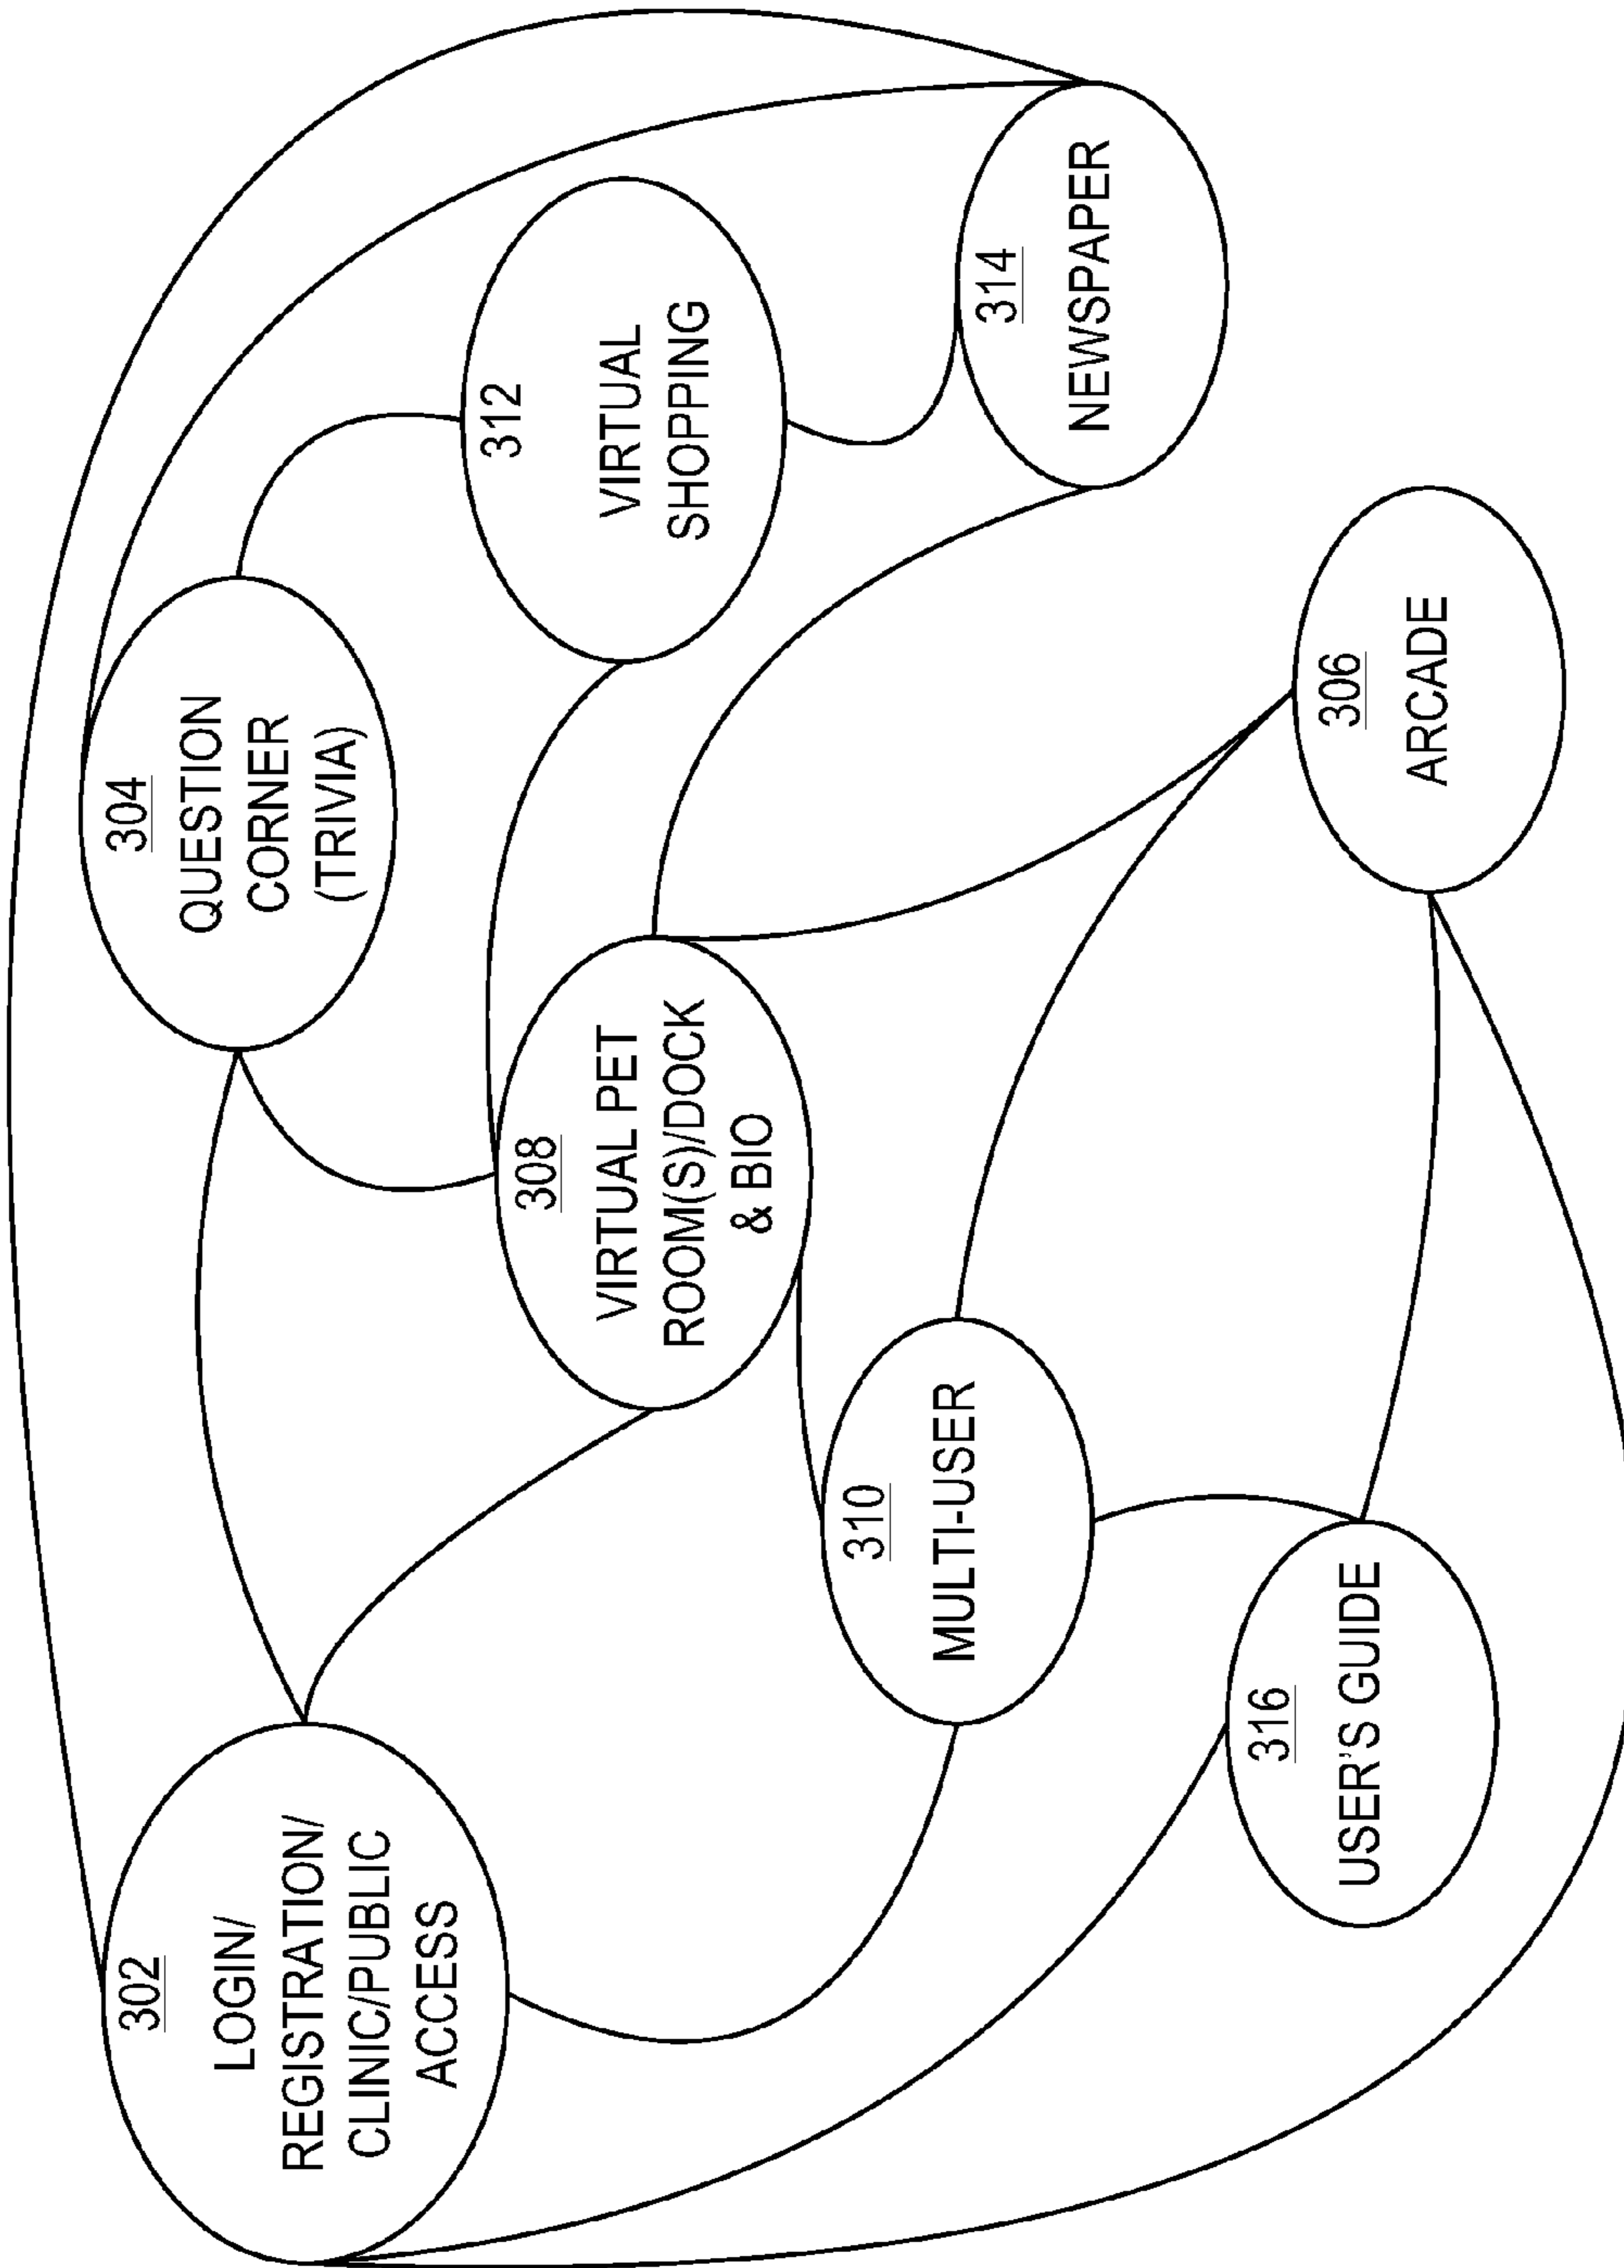 302
LOGIN/
REGISTRATION/
CLINIC/PUBLIC
ACCESS
304
QUESTION
CORNER
(TRIVIA)
308
VIRTUAL PET
ROOM(S)/DOCK
& BIO
312
VIRTUAL
SHOPPING
310
MULTI-USER
314
NEWSPAPER
316
USER'S GUIDE
306
ARCADE